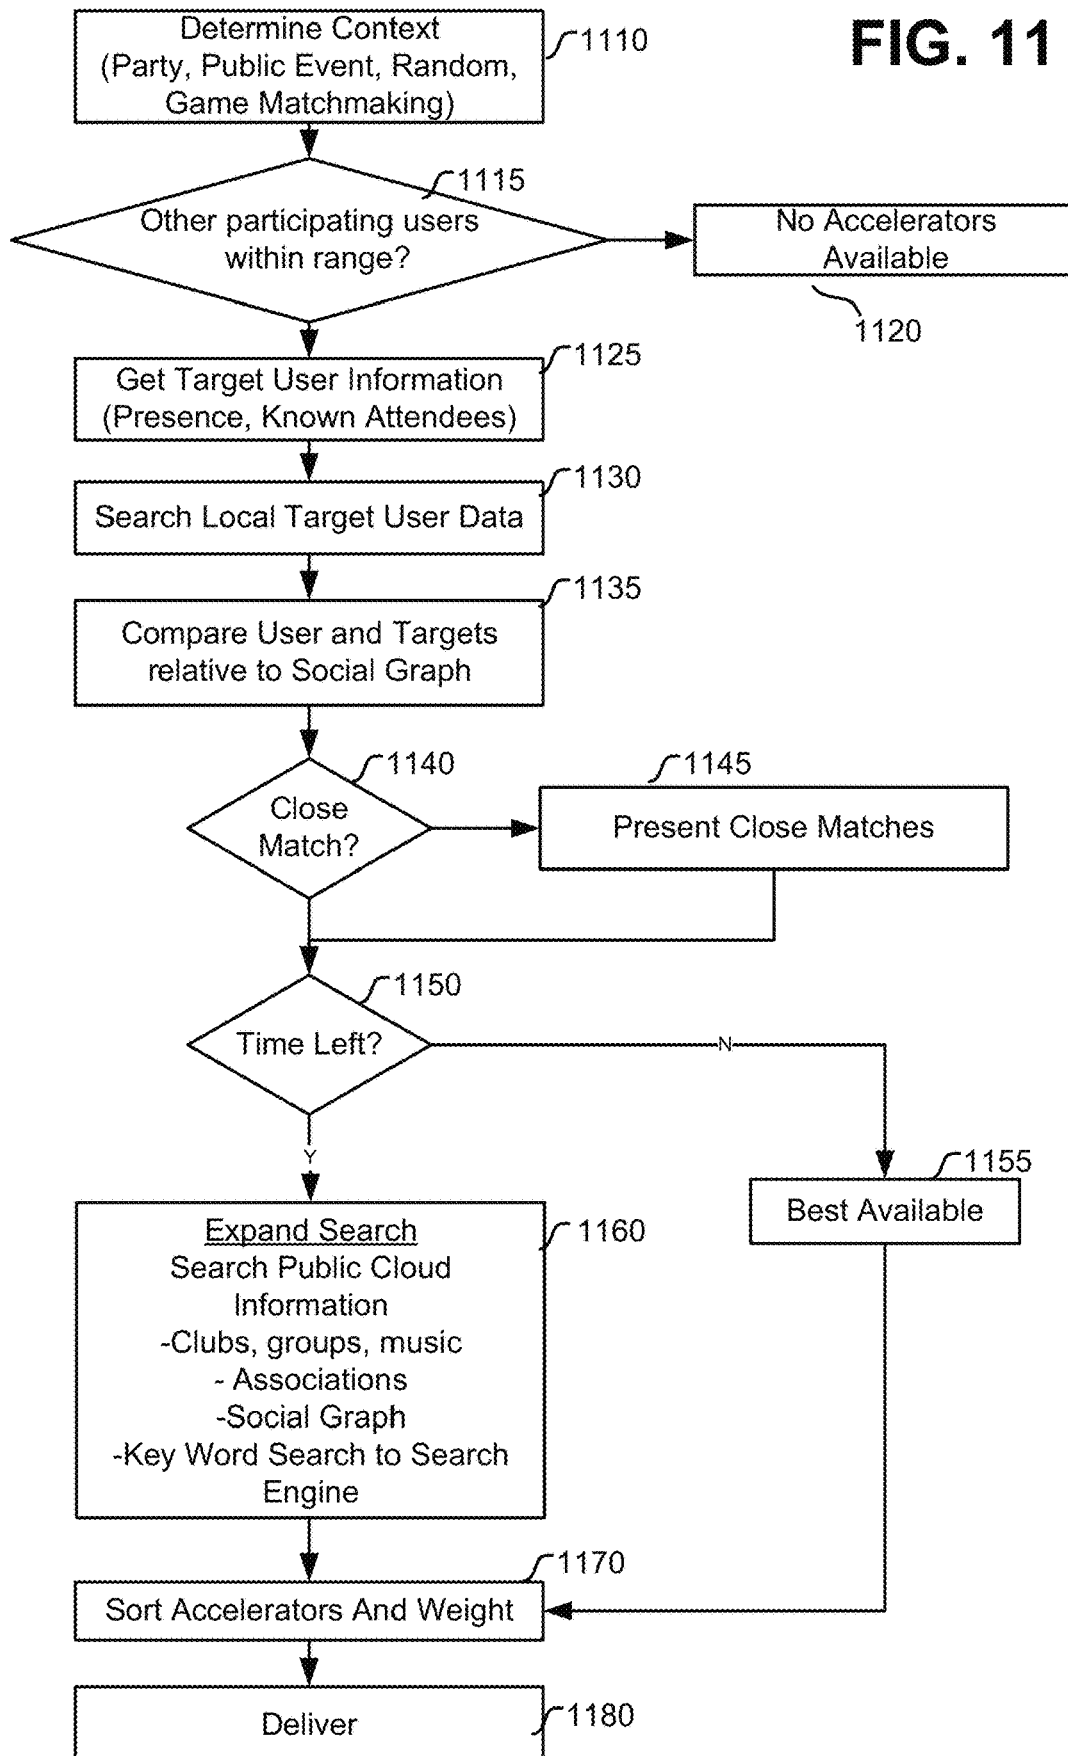 FIG. 11
Determine Context
(Party, Public Event, Random,
Game Matchmaking)
1110
1115
Other participating users
within range?
No Accelerators
Available
1120
1125
Get Target User Information
(Presence, Known Attendees)
1130
Search Local Target User Data
1135
Compare User and Targets
relative to Social Graph
1140
Close
Match?
1145
Present Close Matches
1150
Time Left?
N
Y
1155
Best Available
Expand Search
Search Public Cloud
Information
-Clubs, groups, music
- Associations
-Social Graph
-Key Word Search to Search
Engine
1160
1170
Sort Accelerators And Weight
Deliver
1180